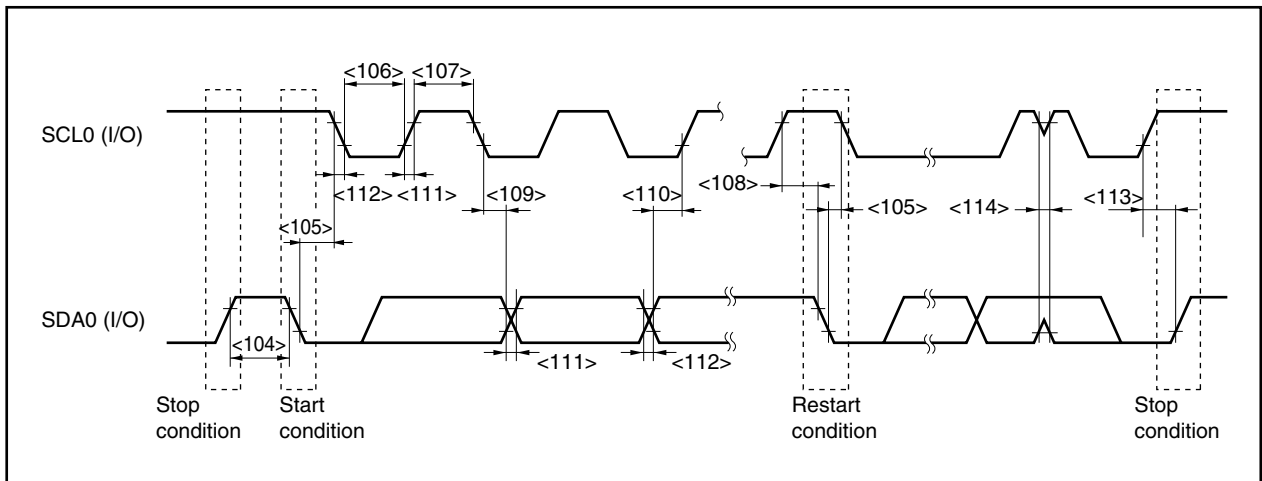 <106> <107>
SCL0 (I/O)
<112> <111> <109> <110> <108> <105> <114> <113>
<105>
SDA0 (I/O)
<104> <111> <112>
Stop condition
Start condition
Restart condition
Stop condition